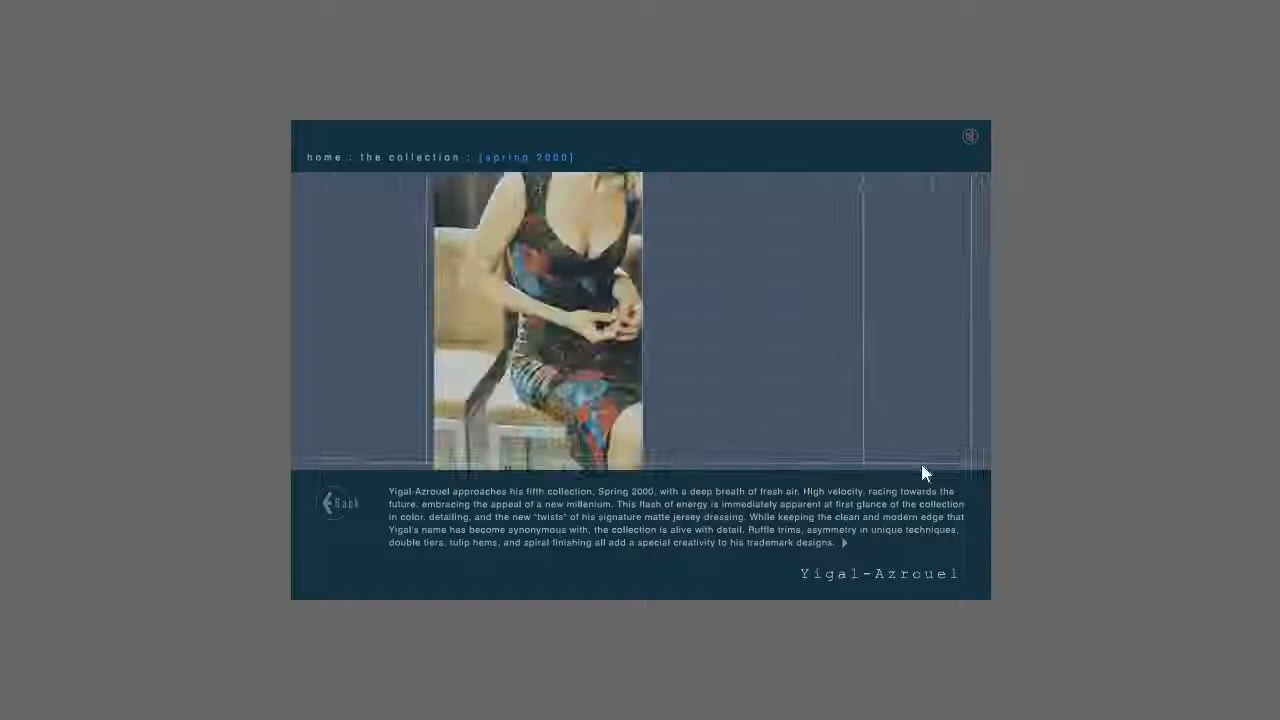 home : the collection : [spring 2000]
Back
Yigal-Azrouel approaches his fifth collection, Spring 2000, with a deep breath of fresh air. High velocity, racing towards the
future, embracing the appeal of a new millenium. This flash of energy is immediately apparent at first glance of the collection
in color, detailing, and the new "twists" of his signature matte jersey dressing. While keeping the clean and modern edge that
Yigal's name has become synonymous with, the collection is alive with detail. Ruffle trims, asymmetry in unique techniques,
double tiers, tulip hems, and spiral finishing all add a special creativity to his trademark designs.
Yigal-Azrouel